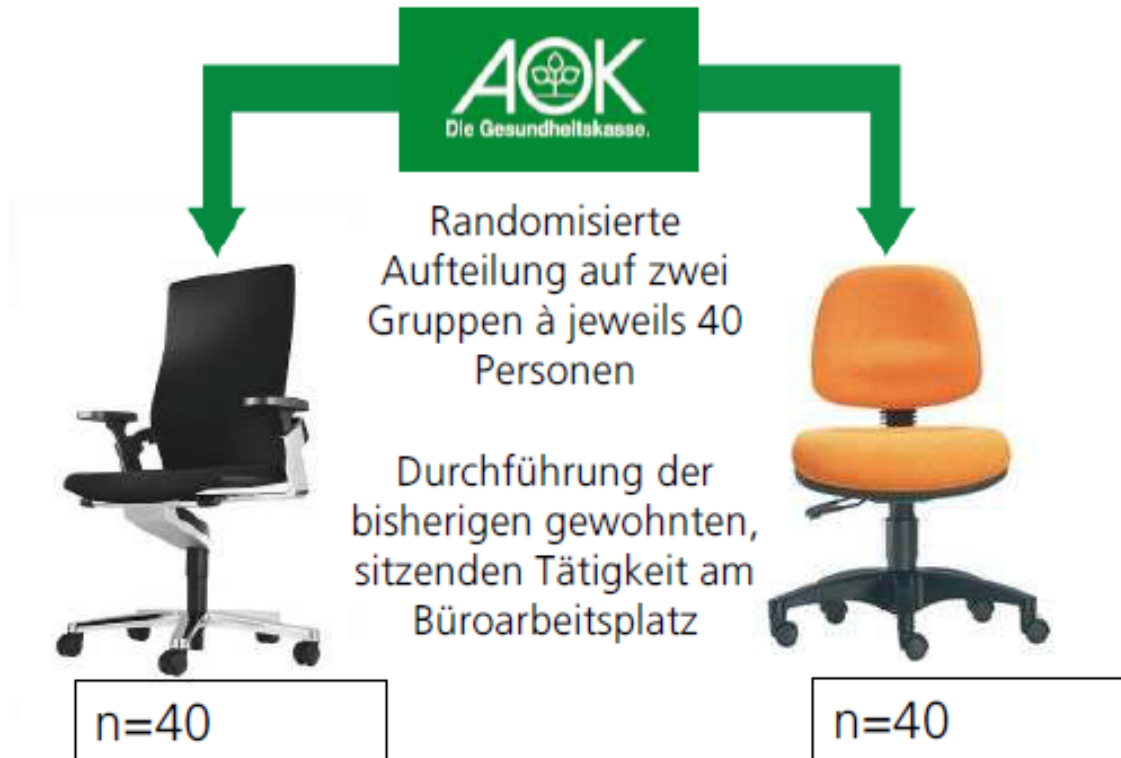 AOK
Die Gesundheitskasse.
Randomisierte
Aufteilung auf zwei
Gruppen à jeweils 40
Personen
Durchführung der
bisherigen gewohnten,
sitzenden Tätigkeit am
Büroarbeitsplatz
n=40
n=40